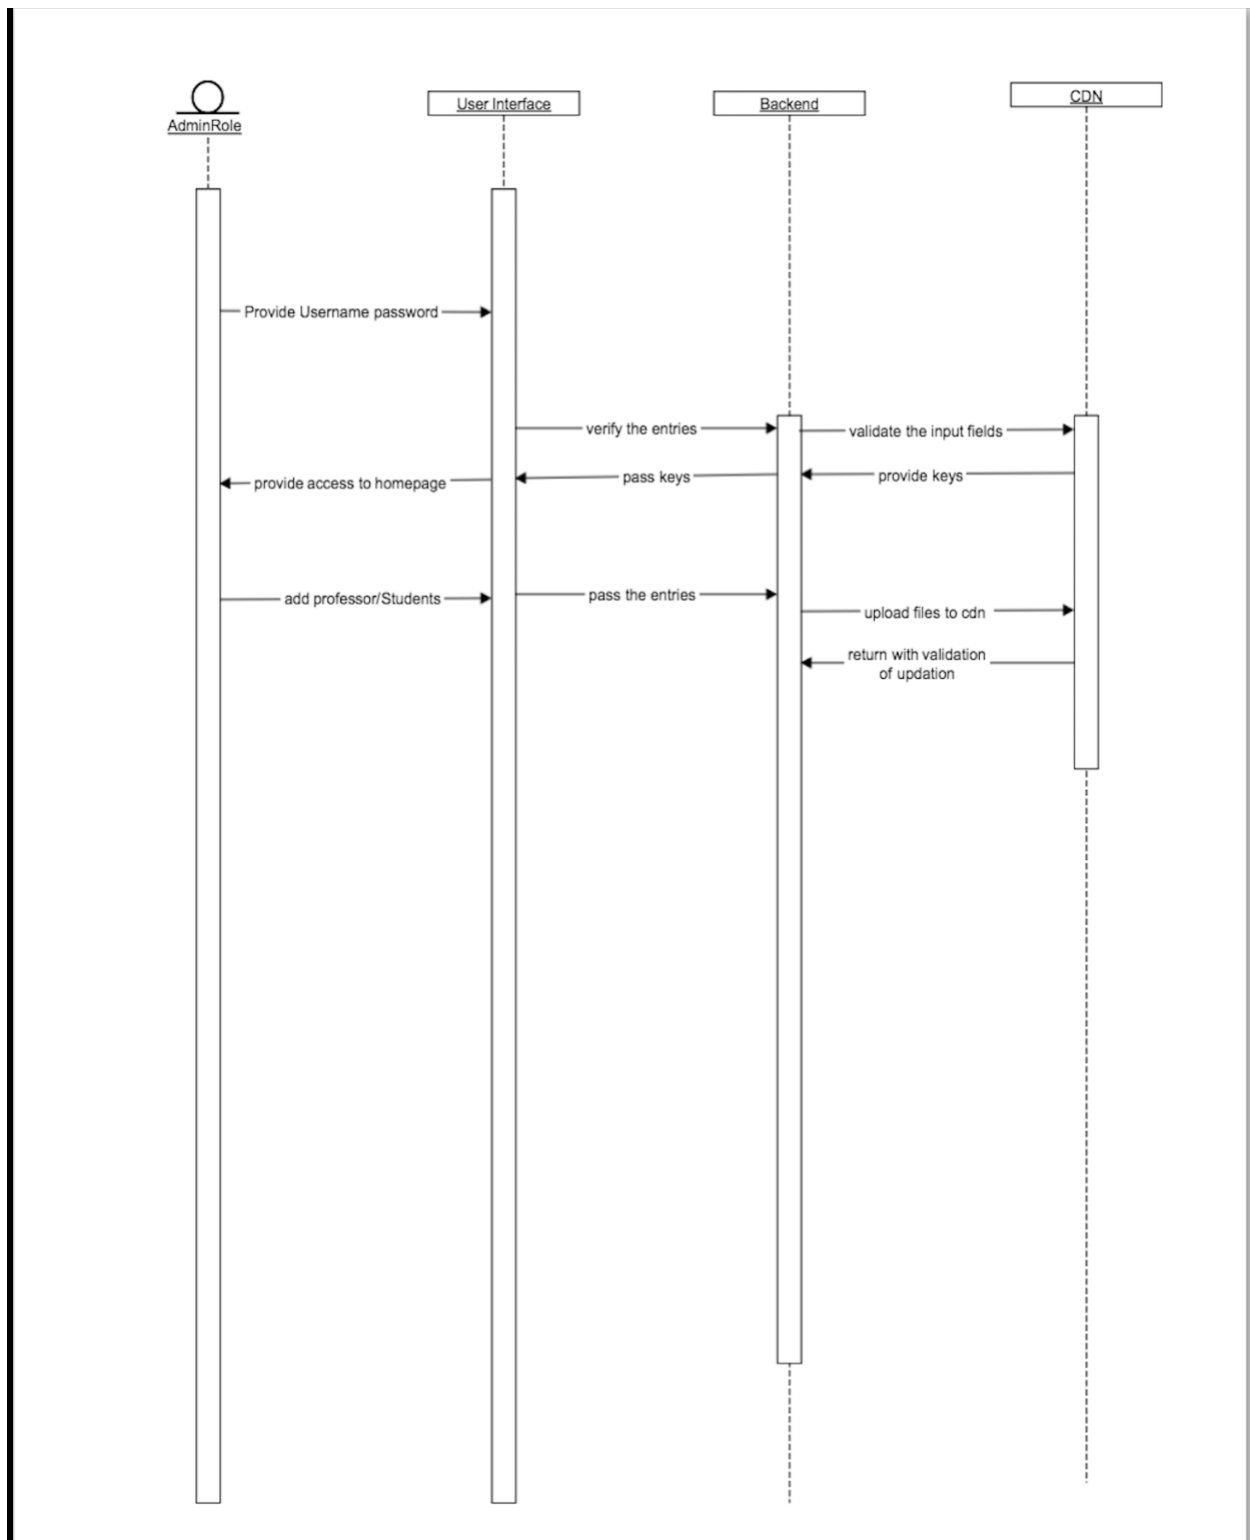 AdminRole
User Interface
Backend
CDN
Provide Username password
verify the entries
validate the input fields
provide access to homepage
pass keys
provide keys
add professor/Students
pass the entries
upload files to cdn
return with validation
of updation